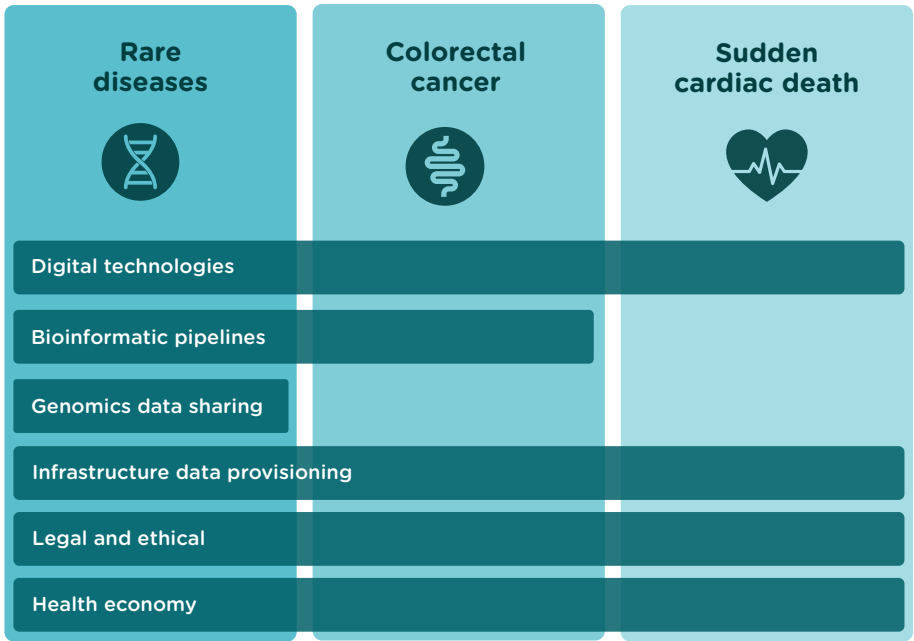 Rare
diseases
Colorectal
cancer
Sudden
cardiac death
Digital technologies
Bioinformatic pipelines
Genomics data sharing
Infrastructure data provisioning
Legal and ethical
Health economy